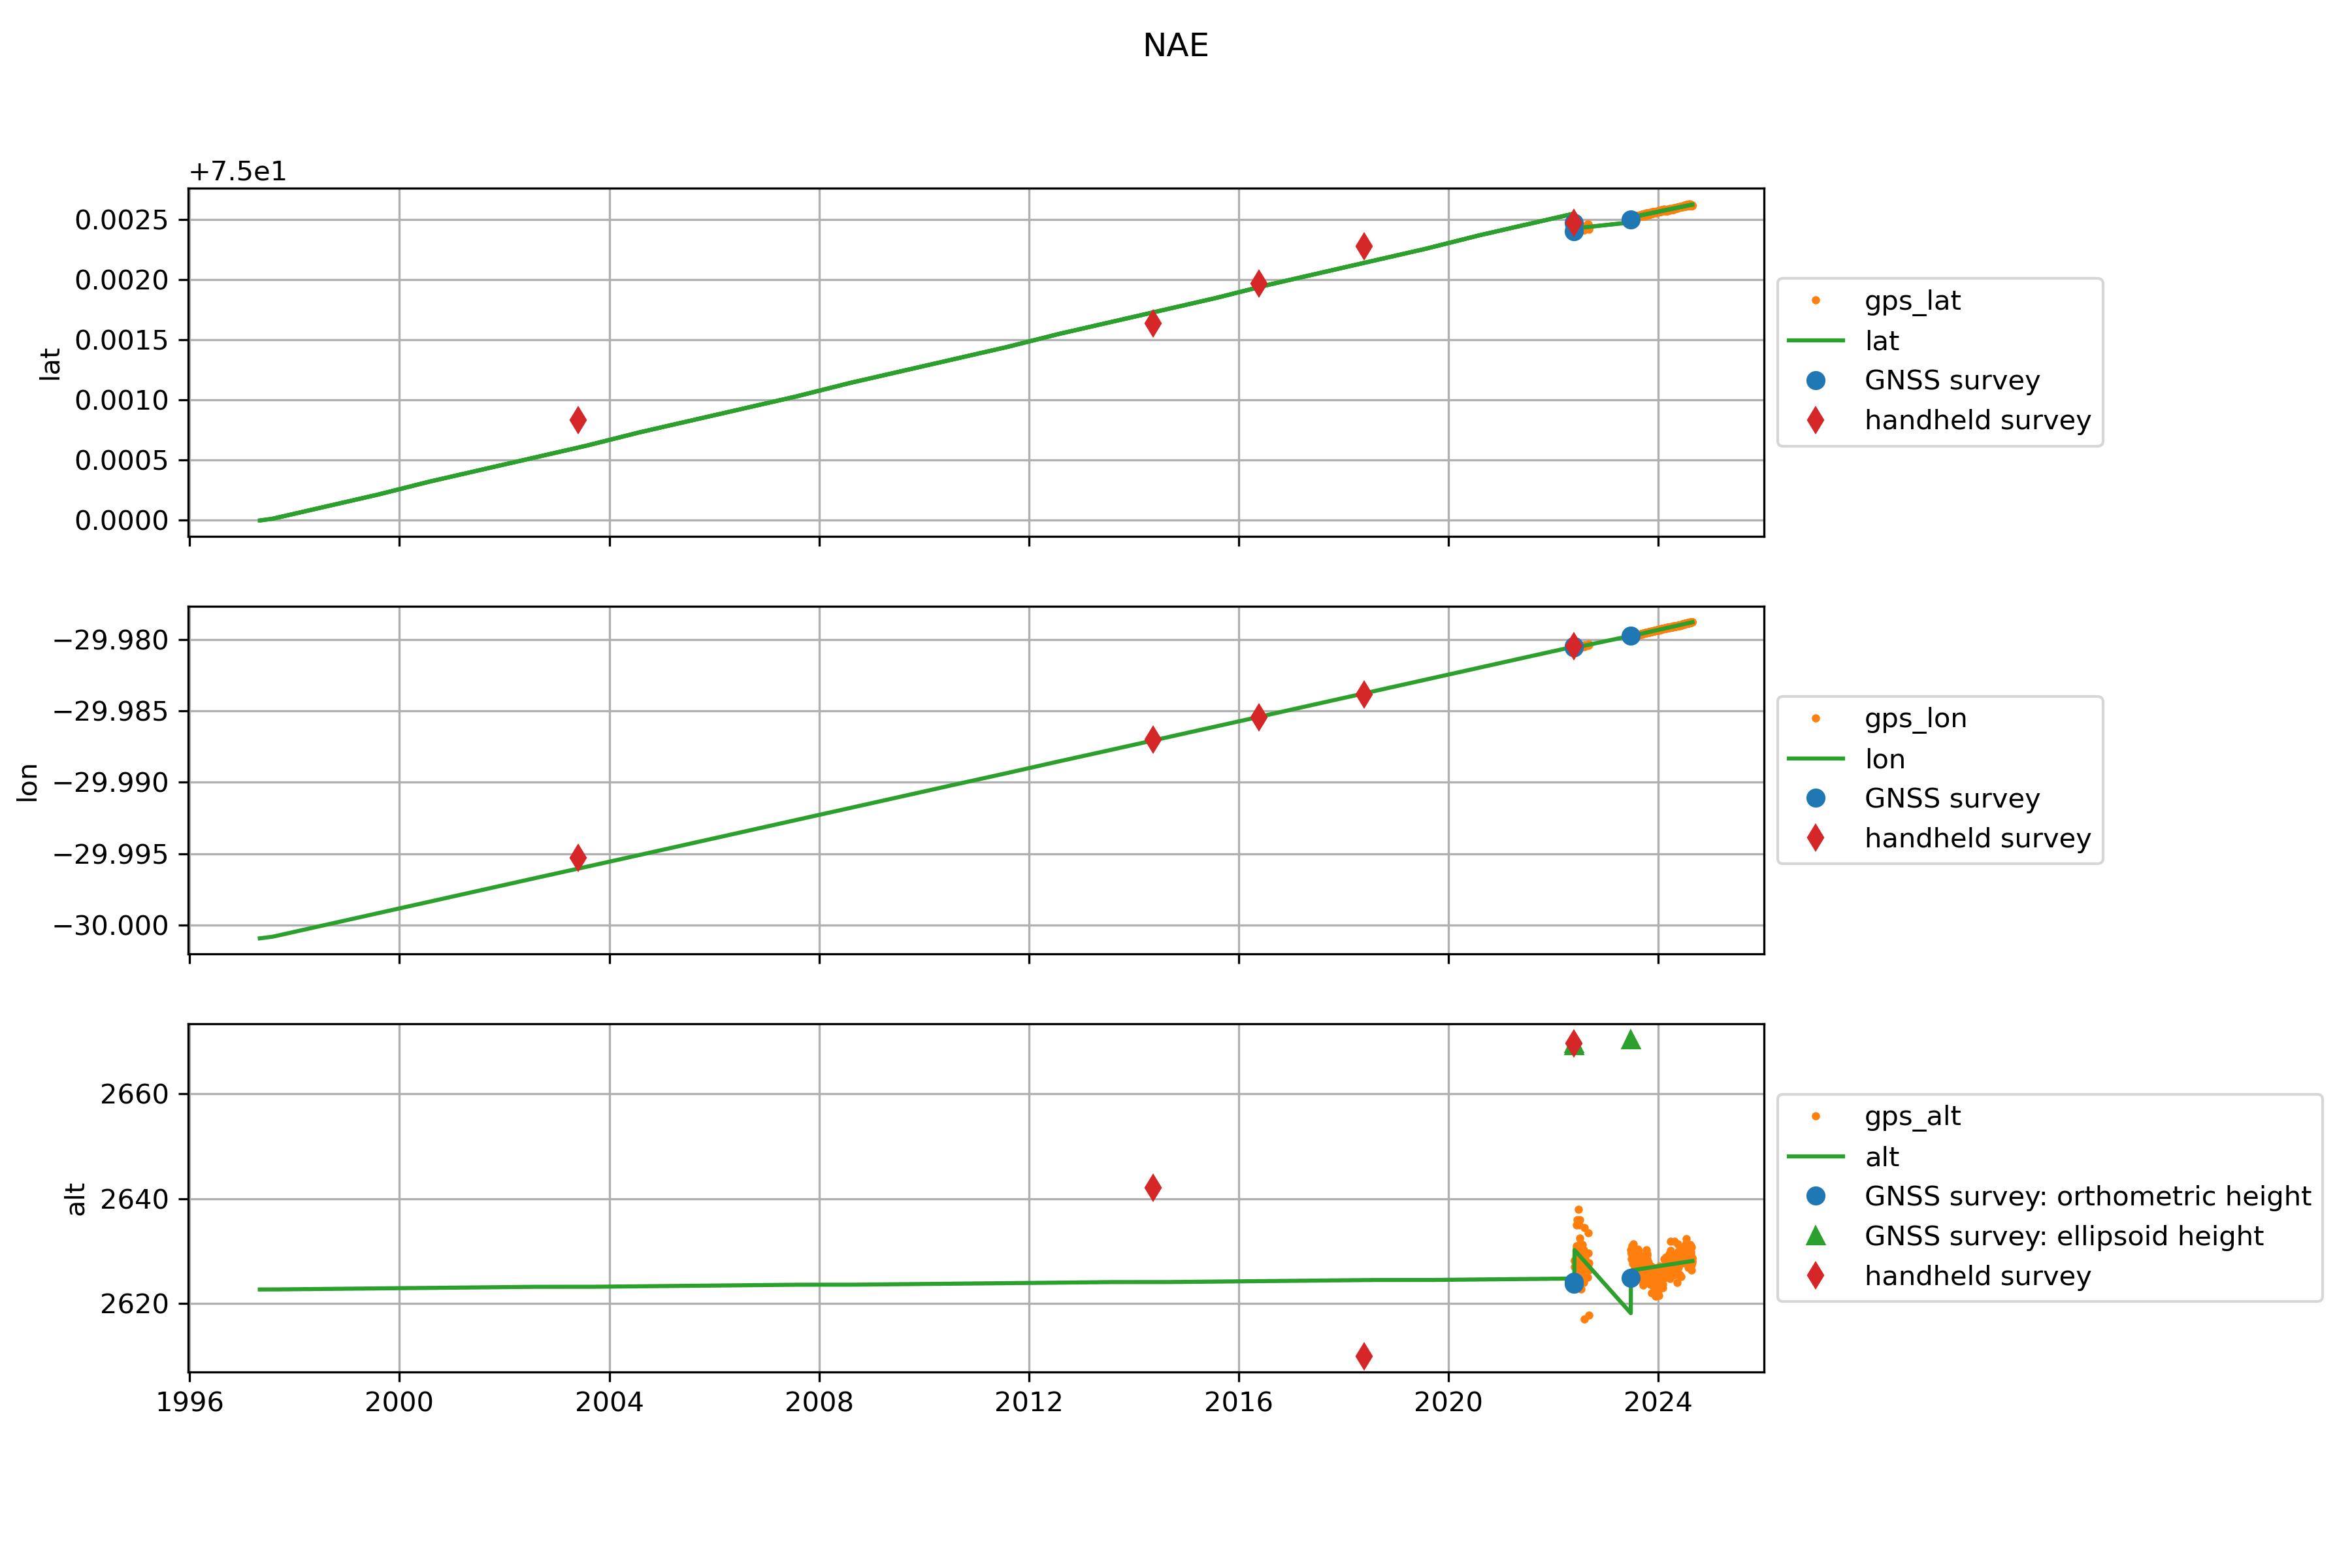 NAE
+7.5e1
0.0025
0.0020
0.0015
0.0010
0.0005
0.0000
lat
gps_lat
lat
GNSS survey
handheld survey
−29.980
−29.985
−29.990
−29.995
−30.000
lon
gps_lon
lon
GNSS survey
handheld survey
2660
2640
2620
alt
gps_alt
alt
GNSS survey: orthometric height
GNSS survey: ellipsoid height
handheld survey
1996 2000 2004 2008 2012 2016 2020 2024